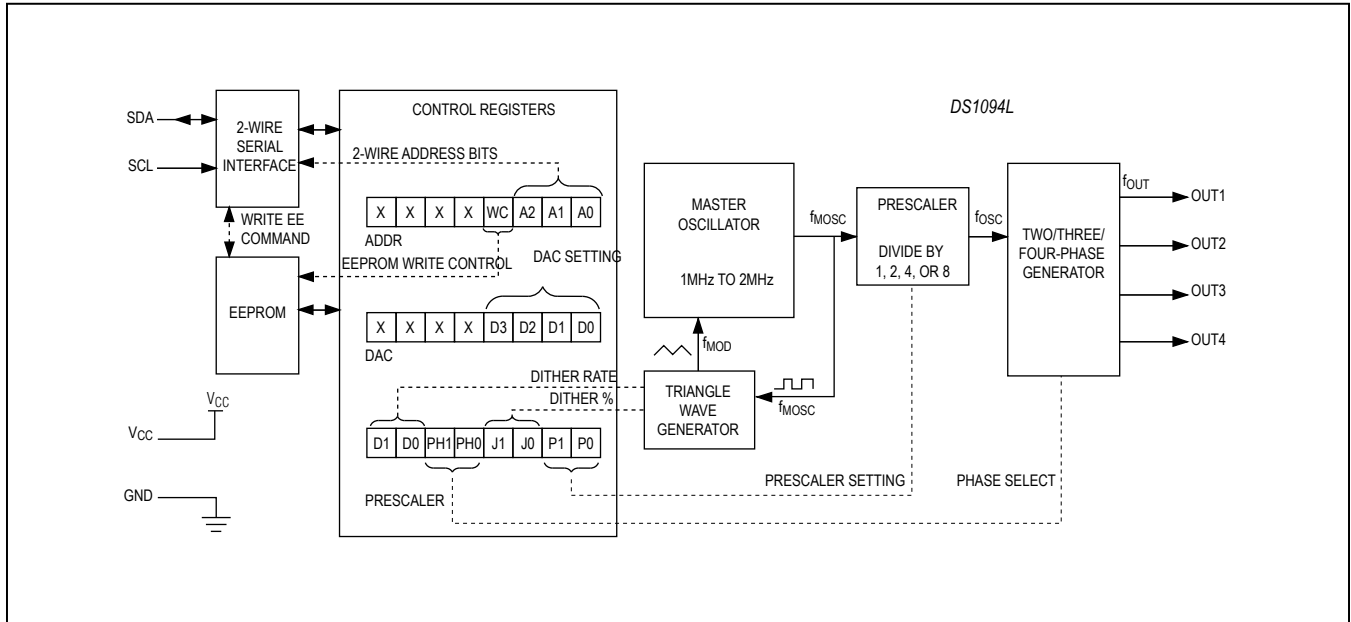 DS1094L
SDA
SCL
2-WIRE
SERIAL
INTERFACE
WRITE EE
COMMAND
EEPROM
VCC
VCC
GND
CONTROL REGISTERS
2-WIRE ADDRESS BITS
X X X X WC A2 A1 A0
ADDR
EEPROM WRITE CONTROL
DAC SETTING
X X X X D3 D2 D1 D0
DAC
DITHER RATE
DITHER %
D1 D0 PH1 PH0 J1 J0 P1 P0
PRESCALER
MASTER
OSCILLATOR
1MHz TO 2MHz
fMOD
TRIANGLE
WAVE
GENERATOR
fMOSC
fMOSC
PRESCALER
DIVIDE BY
1, 2, 4, OR 8
fOSC
PRESCALER SETTING
PHASE SELECT
TWO/THREE/
FOUR-PHASE
GENERATOR
fOUT
OUT1
OUT2
OUT3
OUT4